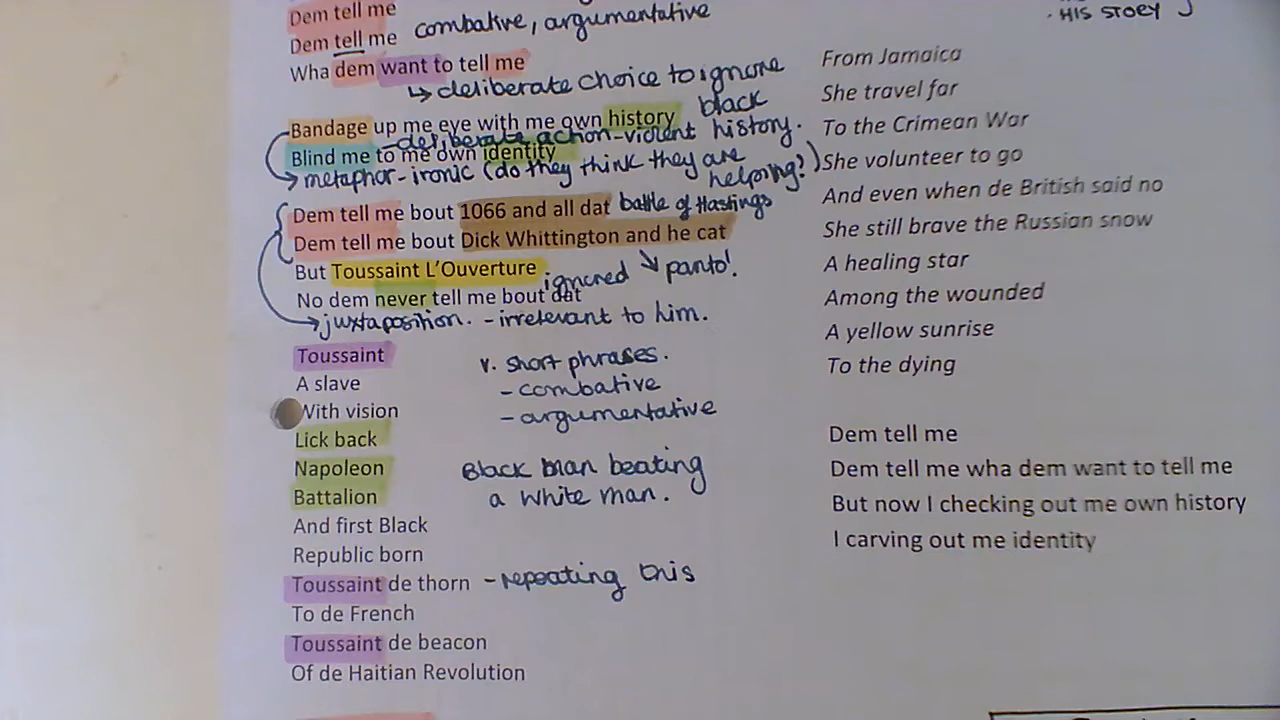 Dem tell me
Dem tell me combative, argumentative
Wha dem want to tell me
↳ deliberate choice to ignore
black
history.
Bandage up me eye with me own history
- deliberate action - violent
Blind me to me own identity
metaphor - ironic (do they think they are
helping?)
Dem tell me bout 1066 and all dat battle of Hastings
Dem tell me bout Dick Whittington and he cat
But Toussaint L'Ouverture ignored ↘ panto!
No dem never tell me bout dat
juxtaposition. - irrelevant to him.
Toussaint
A slave
With vision
Lick back
Napoleon
Battalion
And first Black
Republic born
Toussaint de thorn - repeating this
To de French
Toussaint de beacon
Of de Haitian Revolution
v. short phrases.
- combative
- argumentative
Black man beating
a white man.
· HIS STOEY
From Jamaica
She travel far
To the Crimean War
She volunteer to go
And even when de British said no
She still brave the Russian snow
A healing star
Among the wounded
A yellow sunrise
To the dying
Dem tell me
Dem tell me wha dem want to tell me
But now I checking out me own history
I carving out me identity